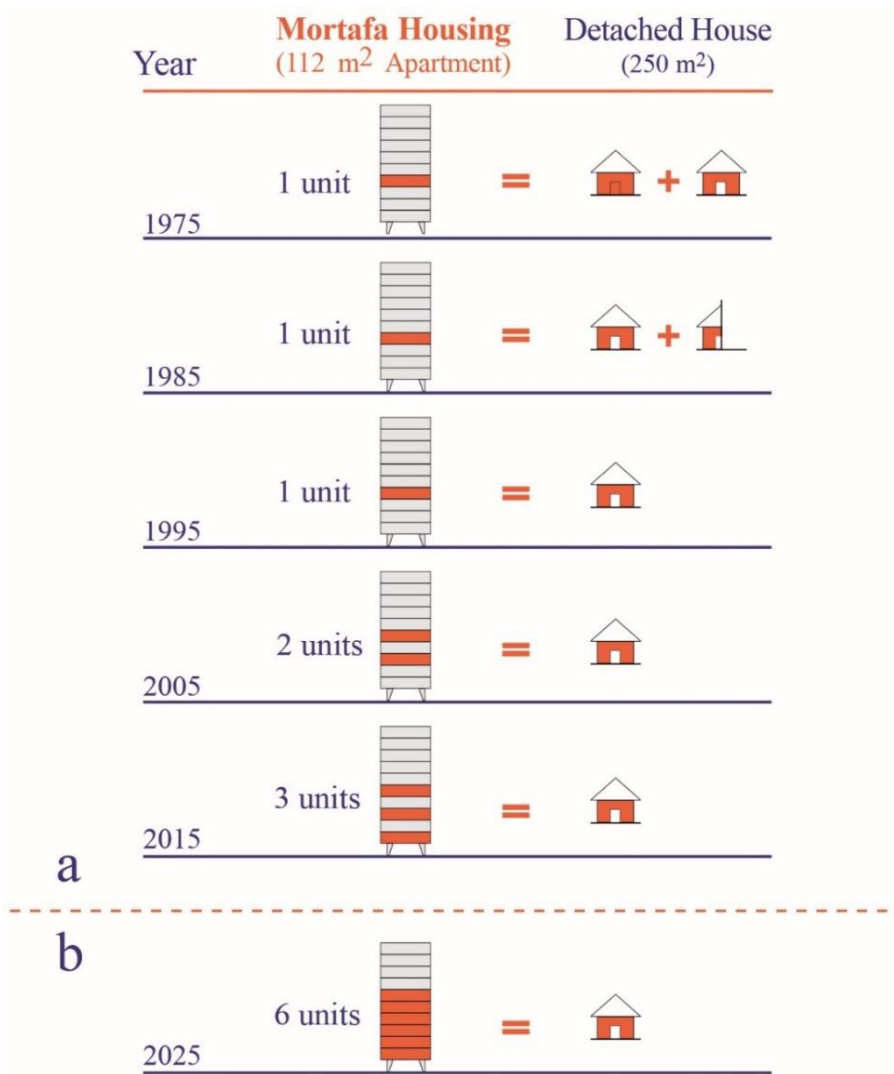 Year
Mortafa Housing
(112 m2 Apartment)
Detached House
(250 m2)
1 unit = +
1975
1 unit = +
1985
1 unit =
1995
2 units =
2005
3 units =
2015
a
b
6 units =
2025